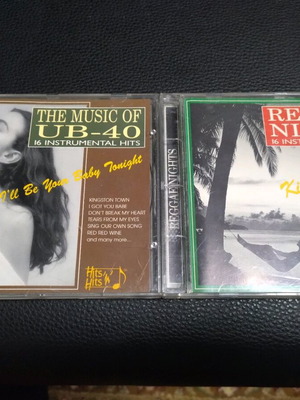 THE MUSIC OF
UB-40
16 INSTRUMENTAL HITS
I'll Be Your Baby Tonight
KINGSTON TOWN
I GOT YOU BABE
DON'T BREAK MY HEART
TEARS FROM MY EYES
SING OUR OWN SONG
RED RED WINE
and many more...
Hits
Hits
REGGAE NIGHTS
RE
NI
16 INST
Ki